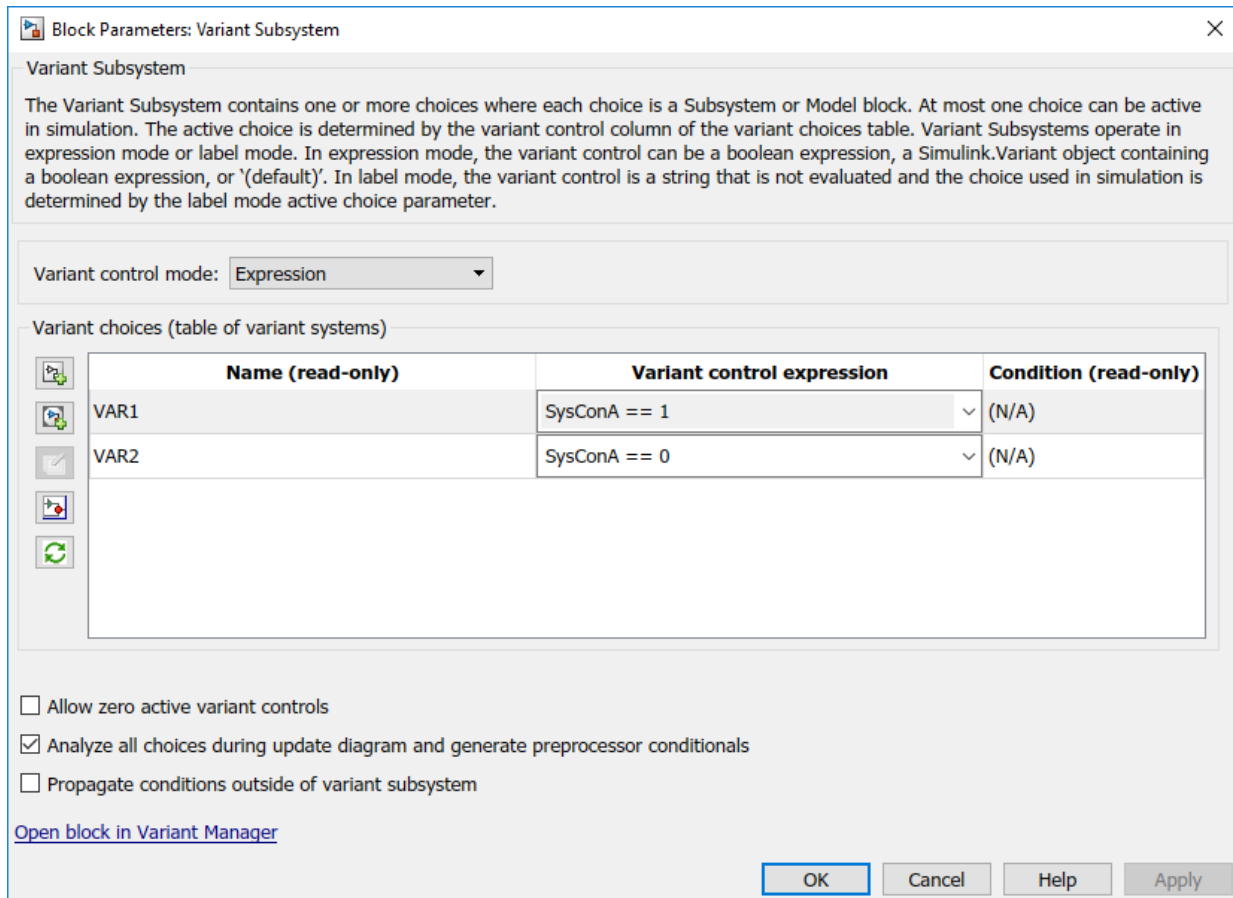 Block Parameters: Variant Subsystem
Variant Subsystem
The Variant Subsystem contains one or more choices where each choice is a Subsystem or Model block. At most one choice can be active
in simulation. The active choice is determined by the variant control column of the variant choices table. Variant Subsystems operate in
expression mode or label mode. In expression mode, the variant control can be a boolean expression, a Simulink.Variant object containing
a boolean expression, or ‘(default)’. In label mode, the variant control is a string that is not evaluated and the choice used in simulation is
determined by the label mode active choice parameter.
Variant control mode: Expression
Variant choices (table of variant systems)
Name (read-only) Variant control expression Condition (read-only)
VAR1 SysConA == 1 (N/A)
VAR2 SysConA == 0 (N/A)
Allow zero active variant controls
Analyze all choices during update diagram and generate preprocessor conditionals
Propagate conditions outside of variant subsystem
Open block in Variant Manager
OK Cancel Help Apply